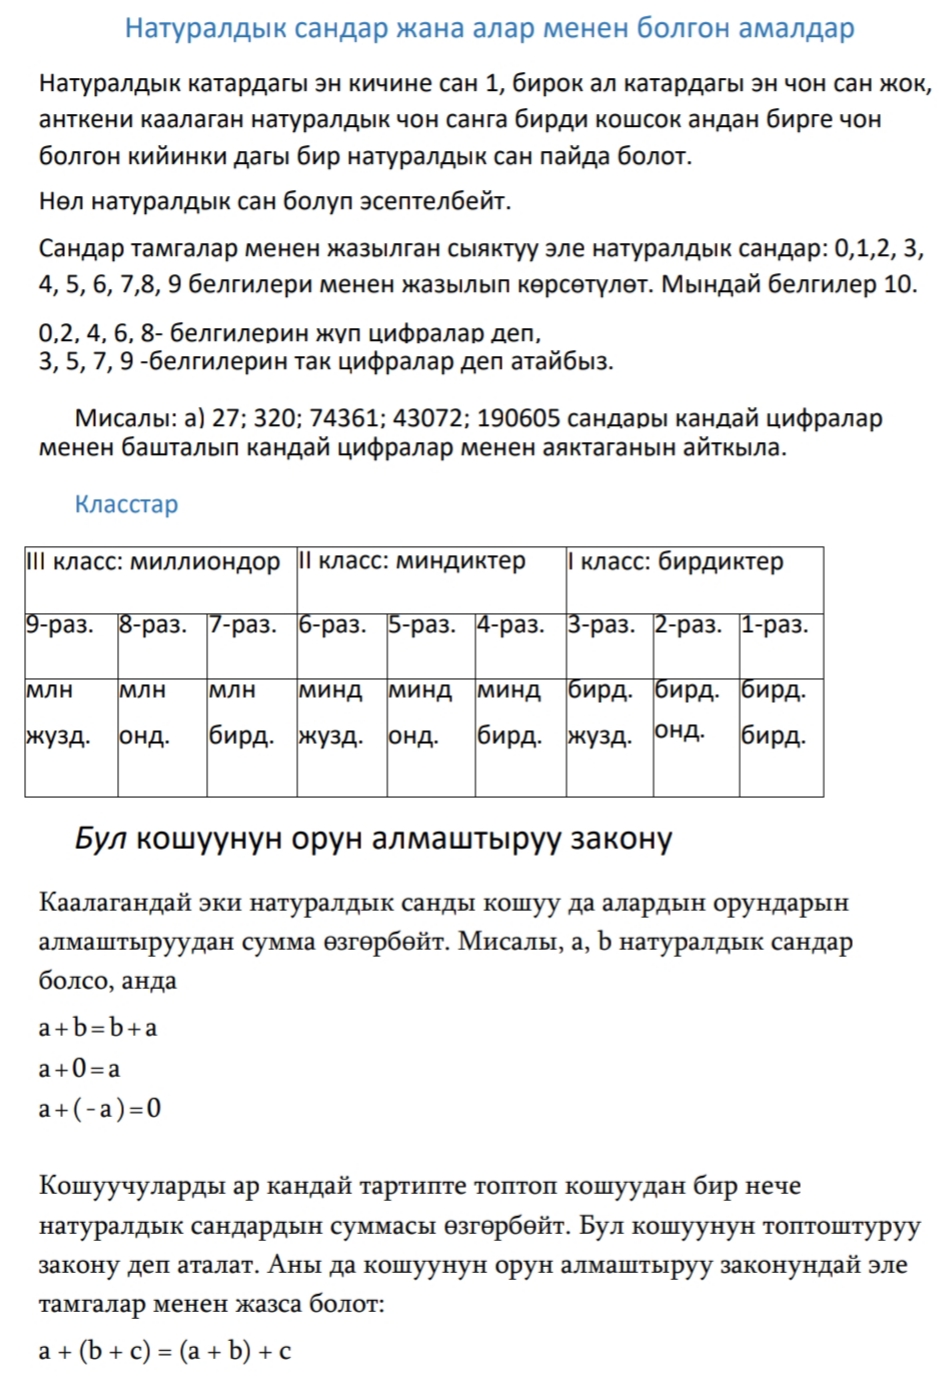 Натуралдык сандар жана алар менен болгон амалдар
Натуралдык катардагы эн кичине сан 1, бирок ал катардагы эн чон сан жок,
анткени каалаган натуралдык чон санга бирди кошсок андан бирге чон
болгон кийинки дагы бир натуралдык сан пайда болот.
Нөл натуралдык сан болуп эсептелбейт.
Сандар тамгалар менен жазылган сыяктуу эле натуралдык сандар: 0,1,2, 3,
4, 5, 6, 7,8, 9 белгилери менен жазылып көрсөтүлөт. Мындай белгилер 10.
0,2, 4, 6, 8- белгилерин жуп цифралар деп,
3, 5, 7, 9 -белгилерин так цифралар деп атайбыз.
Мисалы: а) 27; 320; 74361; 43072; 190605 сандары кандай цифралар
менен башталып кандай цифралар менен аяктаганын айткыла.
Класстар
III класс: миллиондор II класс: миндиктер I класс: бирдиктер
9-раз. 8-раз. 7-раз. 6-раз. 5-раз. 4-раз. 3-раз. 2-раз. 1-раз.
млн млн млн минд минд минд бирд. бирд. бирд.
жузд. онд. бирд. жузд. онд. бирд. жузд. онд. бирд.
Бул кошуунун орун алмаштыруу закону
Каалагандай эки натуралдык санды кошуу да алардын орундарын
алмаштыруудан сумма өзгөрбөйт. Мисалы, a, b натуралдык сандар
болсо, анда
a+b=b+a
a+0=a
a+(-a)=0
Кошуучуларды ар кандай тартипте топтоп кошуудан бир нече
натуралдык сандардын суммасы өзгөрбөйт. Бул кошуунун топтоштуруу
закону деп аталат. Аны да кошуунун орун алмаштыруу законундай эле
тамгалар менен жазса болот:
a + (b + c) = (a + b) + c